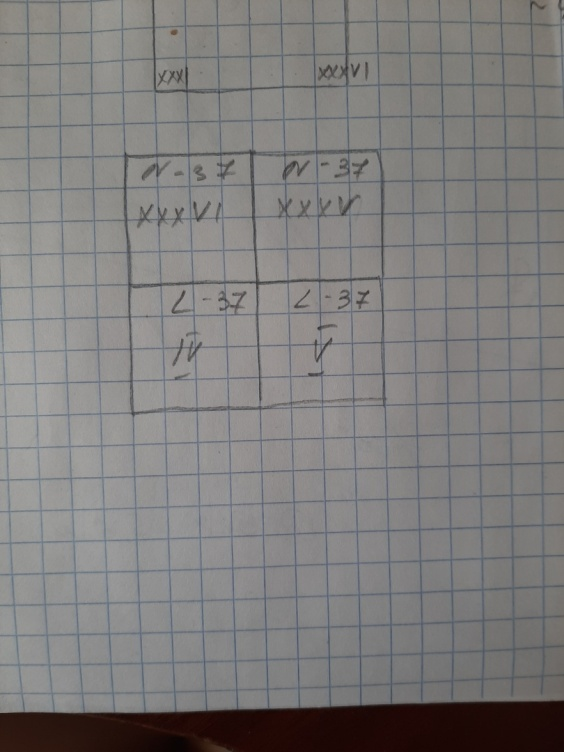 XXXI XXXVI
N-37 N-37
XXXVI XXXV
L-37 L-37
IV V